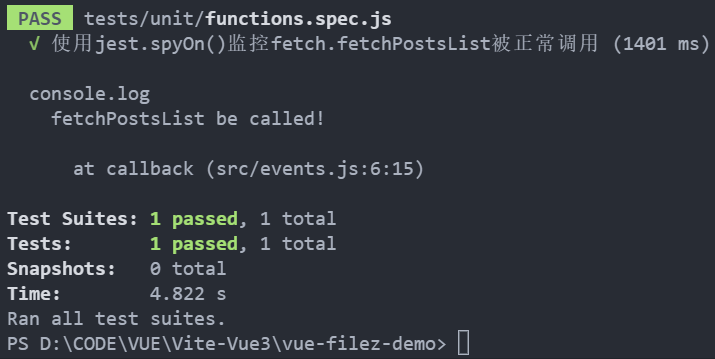 PASS tests/unit/functions.spec.js
√ 使用jest.spyOn()监控fetch.fetchPostsList被正常调用 (1401 ms)
console.log
fetchPostsList be called!
at callback (src/events.js:6:15)
Test Suites: 1 passed, 1 total
Tests: 1 passed, 1 total
Snapshots: 0 total
Time: 4.822 s
Ran all test suites.
PS D:\CODE\VUE\Vite-Vue3\vue-filez-demo>